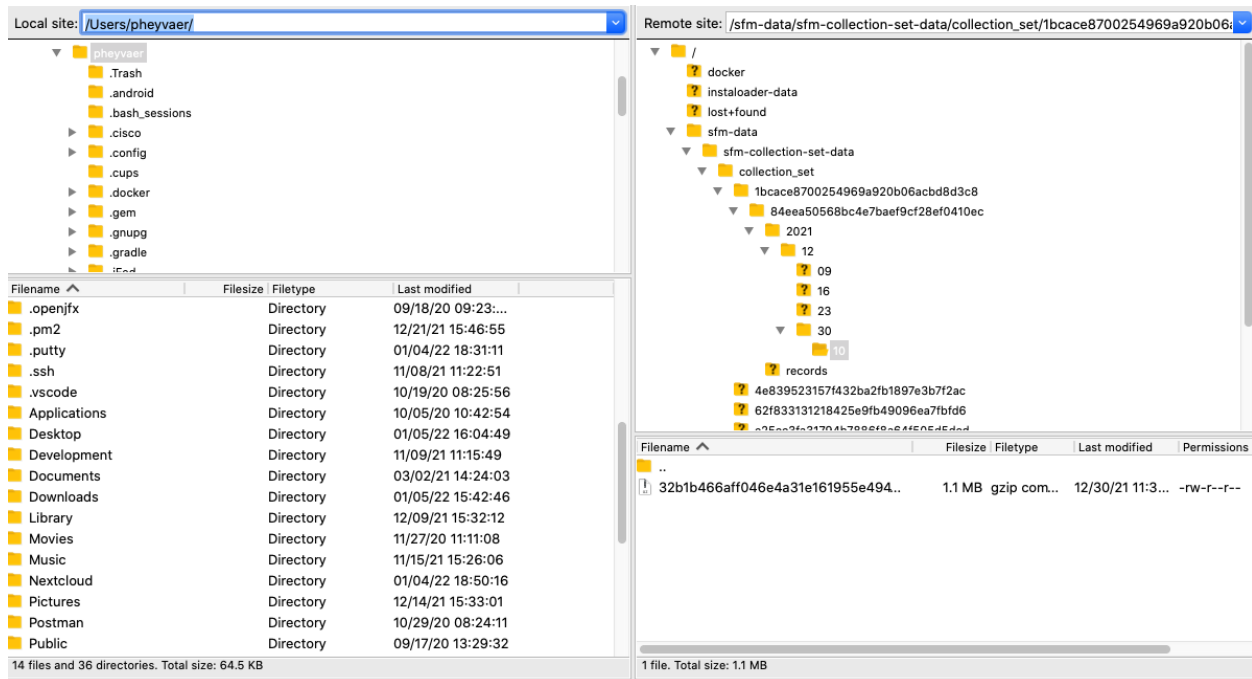 Local site: /Users/pheyvaer/
pheyvaer
.Trash
.android
.bash_sessions
.cisco
.config
.cups
.docker
.gem
.gnupg
.gradle
Filename Filesize Filetype Last modified
.openjfx Directory 09/18/20 09:23:...
.pm2 Directory 12/21/21 15:46:55
.putty Directory 01/04/22 18:31:11
.ssh Directory 11/08/21 11:22:51
.vscode Directory 10/19/20 08:25:56
Applications Directory 10/05/20 10:42:54
Desktop Directory 01/05/22 16:04:49
Development Directory 11/09/21 11:15:49
Documents Directory 03/02/21 14:24:03
Downloads Directory 01/05/22 15:42:46
Library Directory 12/09/21 15:32:12
Movies Directory 11/27/20 11:11:08
Music Directory 11/15/21 15:26:06
Nextcloud Directory 01/04/22 18:50:16
Pictures Directory 12/14/21 15:33:01
Postman Directory 10/29/20 08:24:11
Public Directory 09/17/20 13:29:32
14 files and 36 directories. Total size: 64.5 KB
Remote site: /sfm-data/sfm-collection-set-data/collection_set/1bcace8700254969a920b06a
/
docker
instaloader-data
lost+found
sfm-data
sfm-collection-set-data
collection_set
1bcace8700254969a920b06acbd8d3c8
84eea50568bc4e7baef9cf28ef0410ec
2021
12
09
16
23
30
10
records
4e839523157f432ba2fb1897e3b7f2ac
62f833131218425e9fb49096ea7fbfd6
Filename Filesize Filetype Last modified Permissions
..
32b1b466aff046e4a31e161955e494... 1.1 MB gzip com... 12/30/21 11:3... -rw-r--r--
1 file. Total size: 1.1 MB